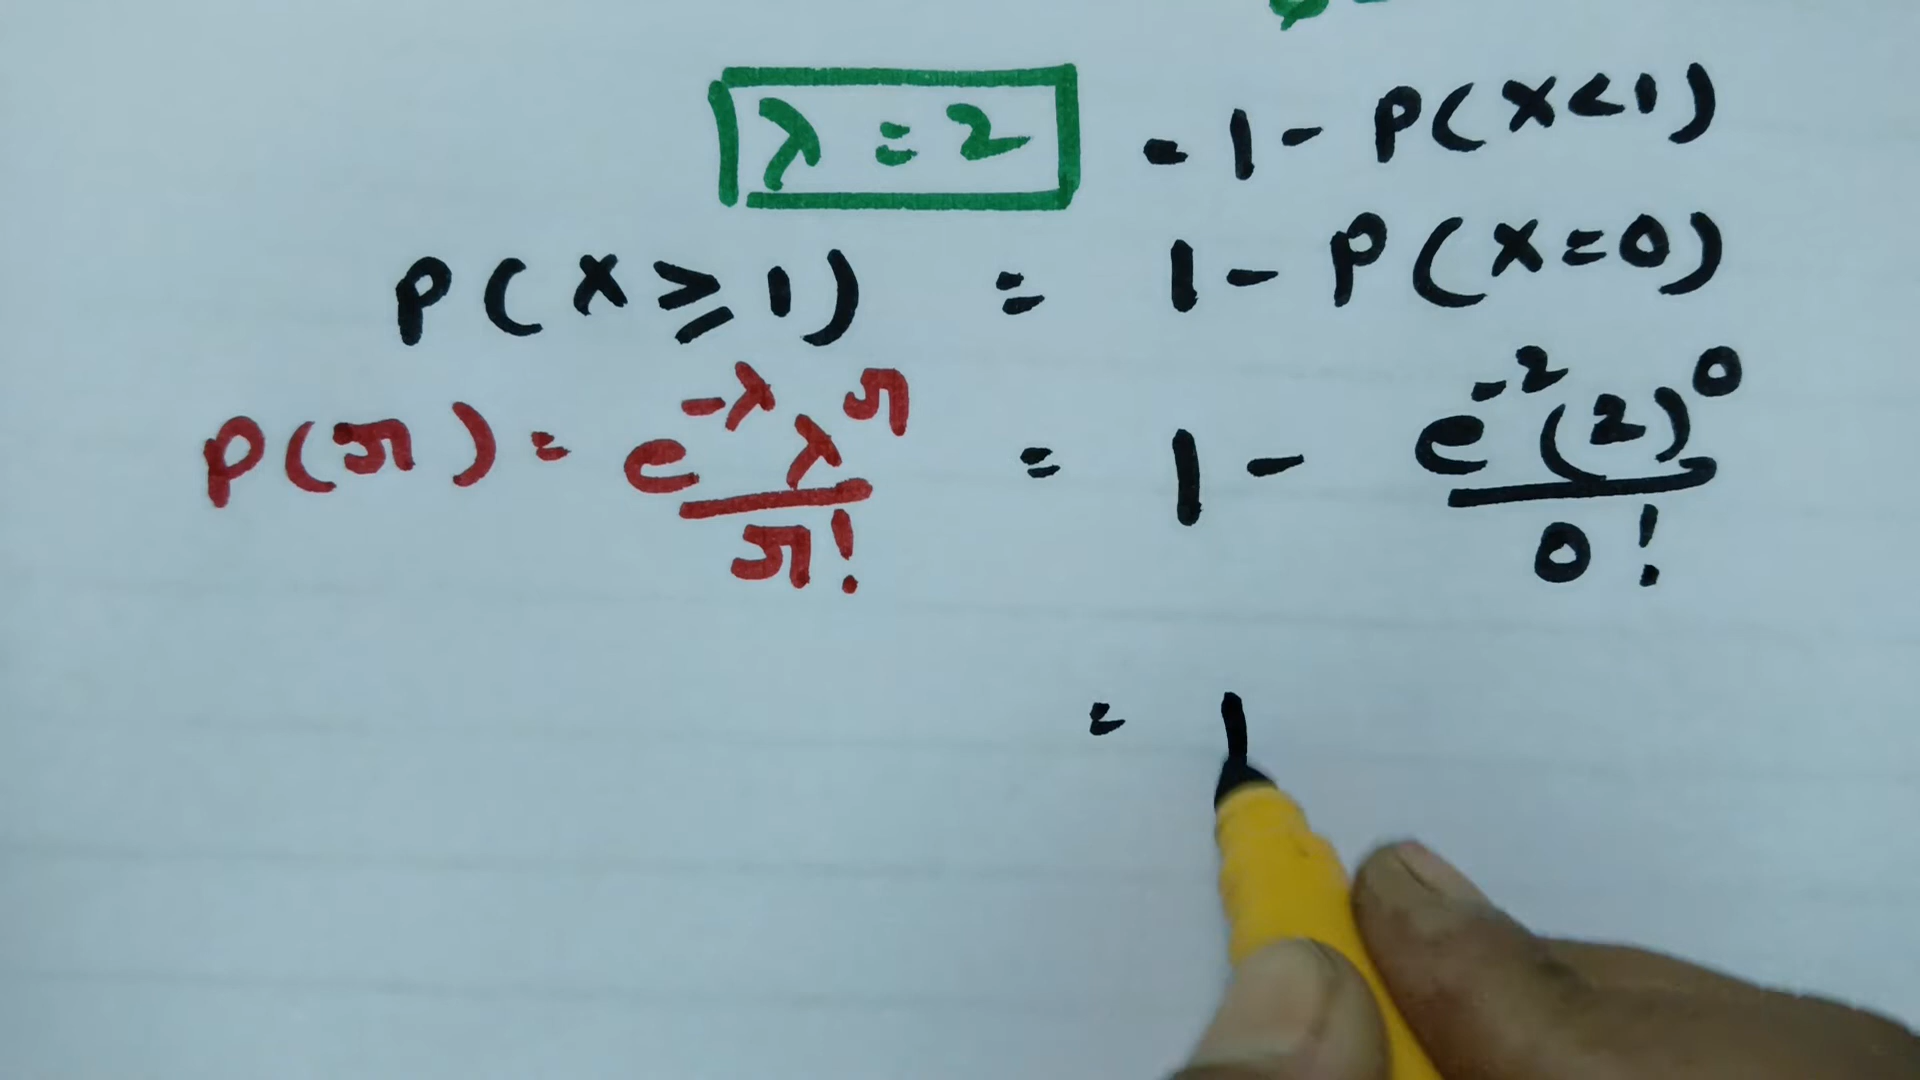 λ = 2 = 1 - P(X<1)
P(X ≥ 1) = 1 - P(X=0)
P(r) = e^-λ λ^r / r! = 1 - e^-2 (2)^0 / 0!
= 1